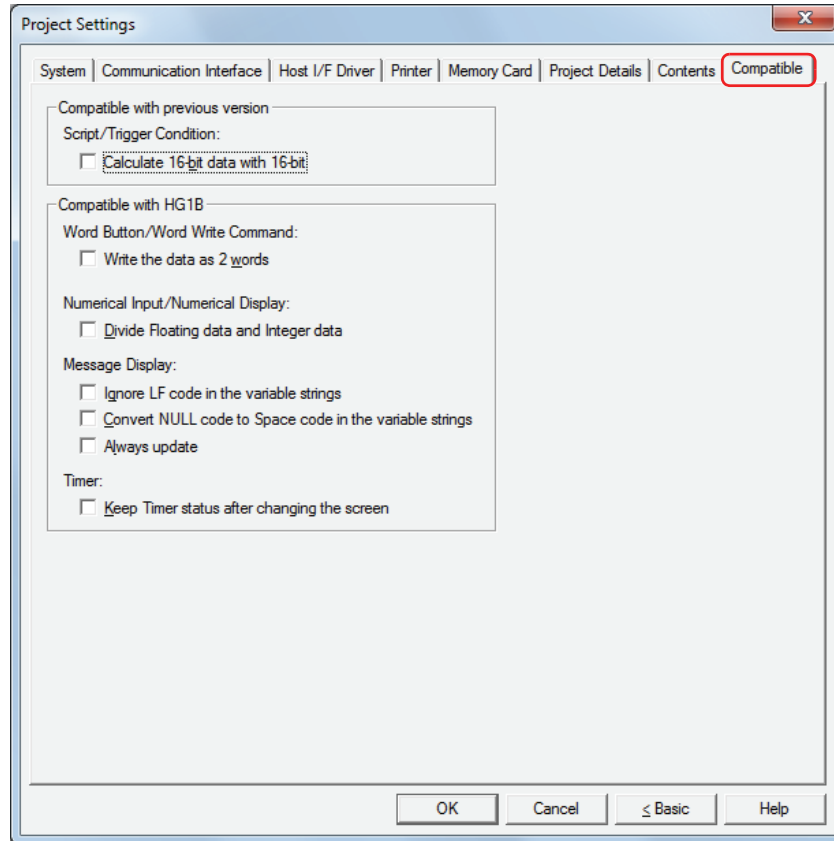 Project Settings
System Communication Interface Host I/F Driver Printer Memory Card Project Details Contents Compatible
Compatible with previous version
Script/Trigger Condition:
Calculate 16-bit data with 16-bit
Compatible with HG1B
Word Button/Word Write Command:
Write the data as 2 words
Numerical Input/Numerical Display:
Divide Floating data and Integer data
Message Display:
Ignore LF code in the variable strings
Convert NULL code to Space code in the variable strings
Always update
Timer:
Keep Timer status after changing the screen
OK Cancel < Basic Help